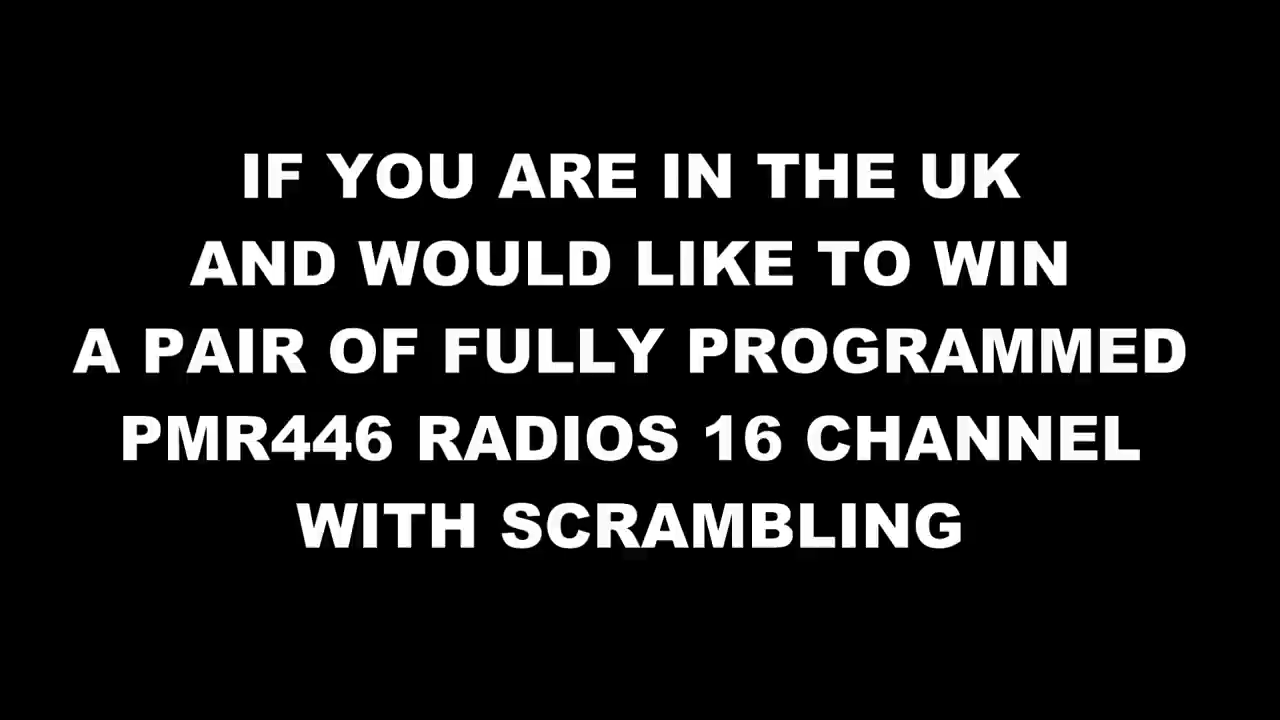 IF YOU ARE IN THE UK
AND WOULD LIKE TO WIN
A PAIR OF FULLY PROGRAMMED
PMR446 RADIOS 16 CHANNEL
WITH SCRAMBLING